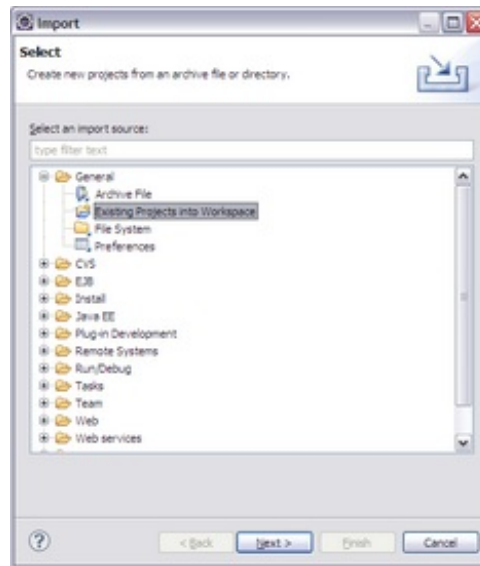 Import
Select
Create new projects from an archive file or directory.
Select an import source:
type filter text
General
Archive File
Existing Projects into Workspace
File System
Preferences
CVS
EJB
Install
Java EE
Plug-in Development
Remote Systems
Run/Debug
Tasks
Team
Web
Web services
< Back Next > Finish Cancel